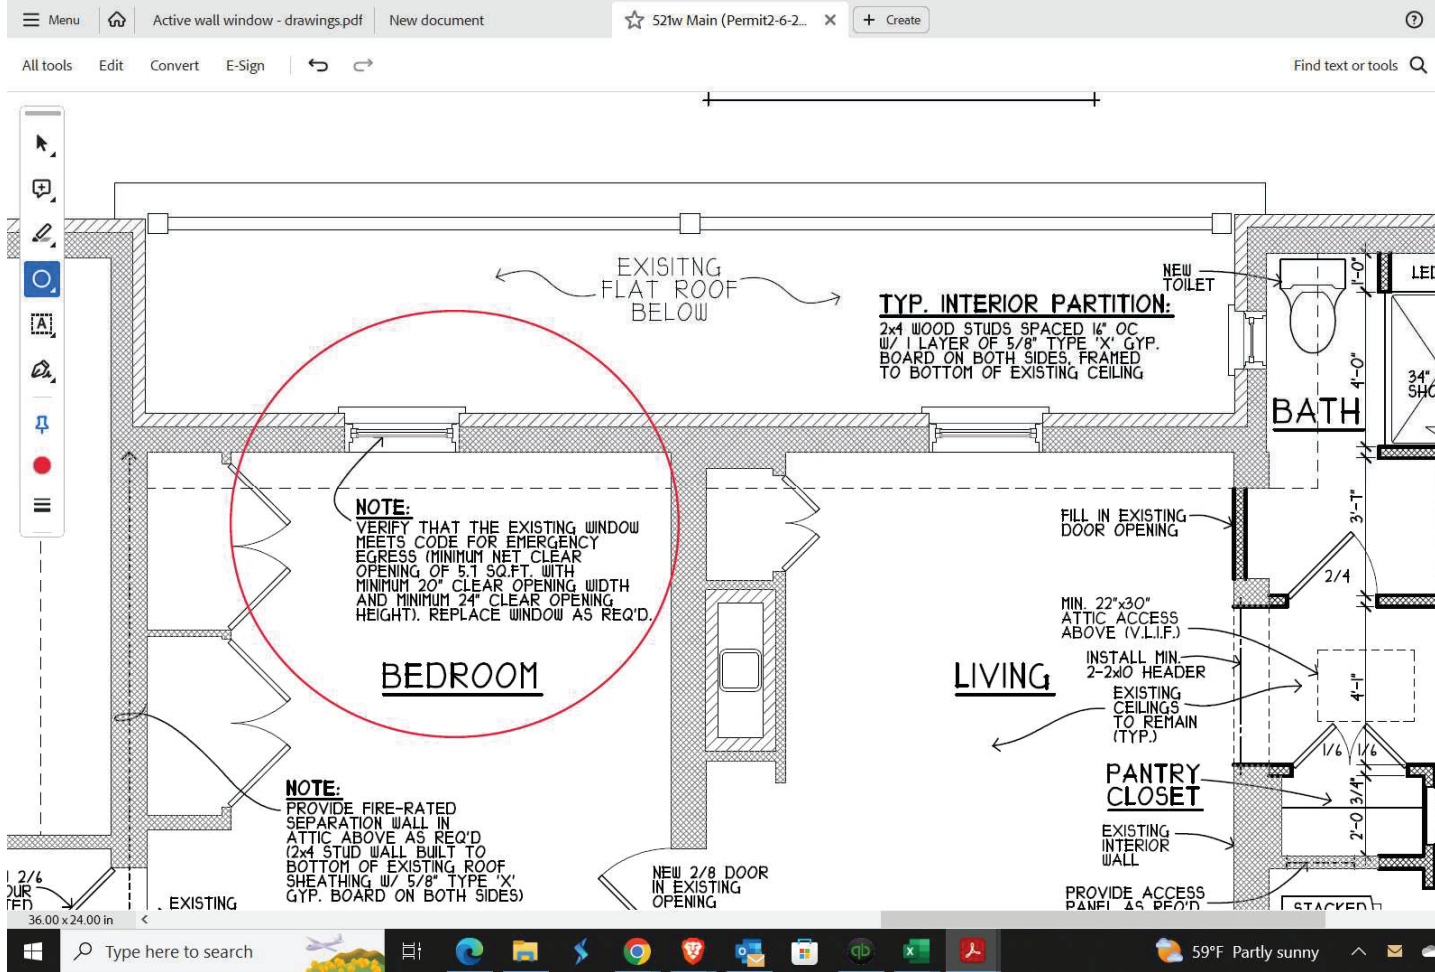 Menu
Active wall window - drawings.pdf
New document
521w Main (Permit2-6-2...
Create
All tools
Edit
Convert
E-Sign
Find text or tools
EXISITNG
FLAT ROOF
BELOW
NEW
TOILET
1'-0"
LED
TYP. INTERIOR PARTITION:
2x4 WOOD STUDS SPACED 16" OC
W/ 1 LAYER OF 5/8" TYPE 'X' GYP.
BOARD ON BOTH SIDES, FRAMED
TO BOTTOM OF EXISTING CEILING
4'-0"
34"
SHO
BATH
NOTE:
VERIFY THAT THE EXISTING WINDOW
MEETS CODE FOR EMERGENCY
EGRESS (MINIMUM NET CLEAR
OPENING OF 5.7 SQ.FT. WITH
MINIMUM 20" CLEAR OPENING WIDTH
AND MINIMUM 24" CLEAR OPENING
HEIGHT). REPLACE WINDOW AS REQ'D.
FILL IN EXISTING
DOOR OPENING
3'-7"
2/4
MIN. 22"x30"
ATTIC ACCESS
ABOVE (V.I.F.)
BEDROOM
LIVING
INSTALL MIN.
2-2x10 HEADER
EXISTING
CEILINGS
TO REMAIN
(TYP.)
4'-1"
1/6
1/6
PANTRY
CLOSET
2'-0 3/4"
NOTE:
PROVIDE FIRE-RATED
SEPARATION WALL IN
ATTIC ABOVE AS REQ'D
(2x4 STUD WALL BUILT TO
BOTTOM OF EXISTING ROOF
SHEATHING W/ 5/8" TYPE 'X'
GYP. BOARD ON BOTH SIDES)
EXISTING
INTERIOR
WALL
NEW 2/8 DOOR
IN EXISTING
OPENING
2/6
EXISTING
PROVIDE ACCESS
PANEL AS REQ'D
STACKED
36.00 x 24.00 in
Type here to search
59°F Partly sunny